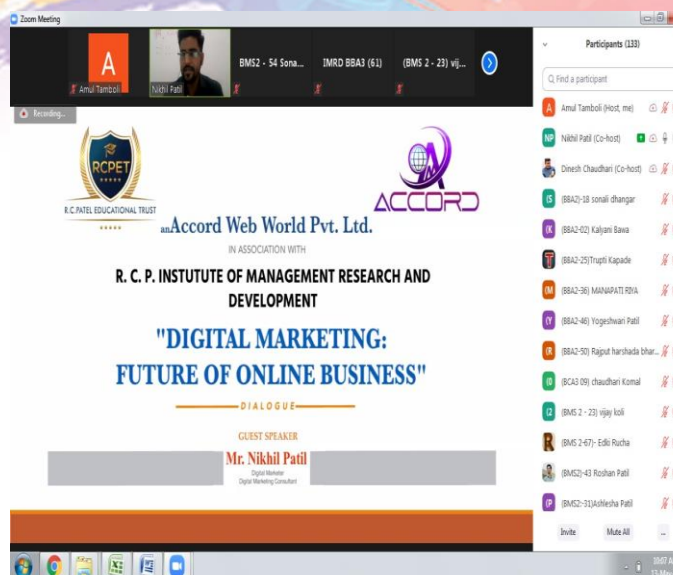 Zoom Meeting
A
Amul Tamboli
Nikhil Patil
BMS2 - 54 Sona...
IMRD BBA3 (61)
(BMS 2 - 23) vij...
Recording...
RCPET
R.C.PATEL EDUCATIONAL TRUST
ACCORD
anAccord Web World Pvt. Ltd.
IN ASSOCIATION WITH
R. C. P. INSTUTUTE OF MANAGEMENT RESEARCH AND
DEVELOPMENT
"DIGITAL MARKETING:
FUTURE OF ONLINE BUSINESS"
DIALOGUE
GUEST SPEAKER
Mr. Nikhil Patil
Digital Marketer
Digital Marketing Consultant
Participants (133)
Find a participant
A Amul Tamboli (Host, me)
NP Nikhil Patil (Co-host)
Dinesh Chaudhari (Co-host)
(BBA2)-18 sonali dhangar
(BBA2-02) Kalyani Bawa
(BBA2-25)Trupti Kapade
(BBA2-36) MANAPATI RIYA
(BBA2-46) Yogeshwari Patil
(BBA2-50) Rajput harshada bhar...
(BCA3 09) chaudhari Komal
(BMS 2 - 23) vijay koli
(BMS 2-67)- Edki Rucha
(BMS2)-43 Roshan Patil
(BMS2:-31)Ashlesha Patil
Invite Mute All ...
10:07 A